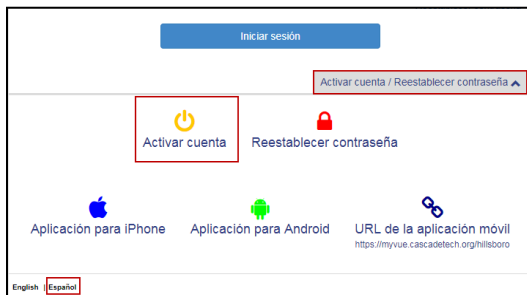 Iniciar sesión
Activar cuenta / Reestablecer contraseña
Activar cuenta
Reestablecer contraseña
Aplicación para iPhone
Aplicación para Android
URL de la aplicación móvil
https://myvue.cascadetech.org/hillsboro
English | Español